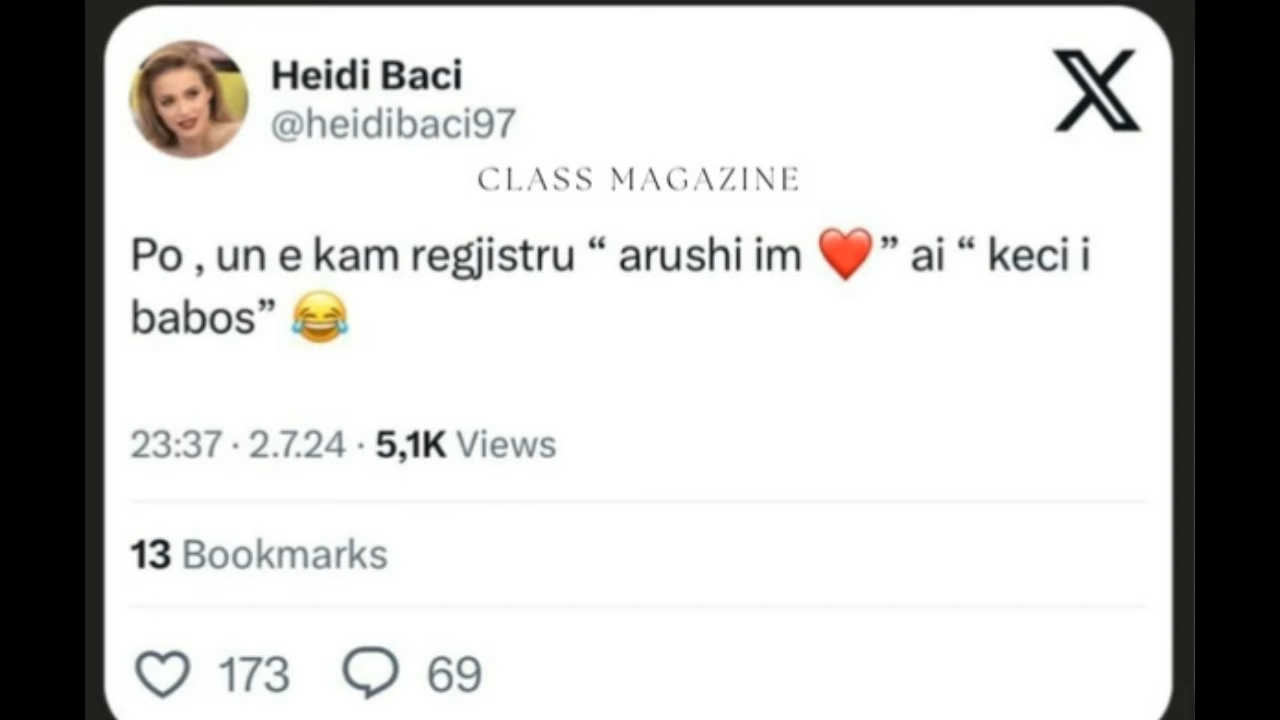 Heidi Baci
@heidibaci97
CLASS MAGAZINE
Po , un e kam regjistru “ arushi im ❤️” ai “ keci i
babos” 😂
23:37 · 2.7.24 · 5,1K Views
13 Bookmarks
173 69